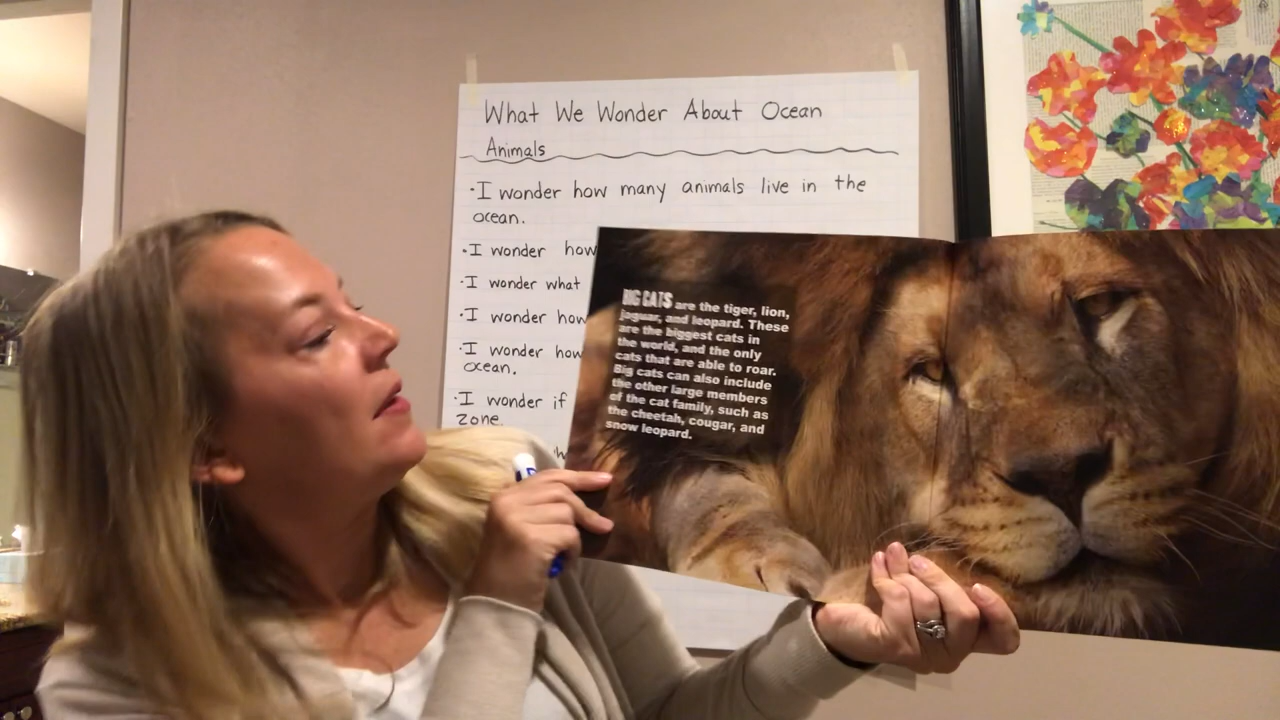 What We Wonder About Ocean
Animals
·I wonder how many animals live in the
ocean.
·I wonder how
·I wonder what
·I wonder how
·I wonder how
ocean.
·I wonder if
zone.
BIG CATS are the tiger, lion,
jaguar, and leopard. These
are the biggest cats in
the world, and the only
cats that are able to roar.
Big cats can also include
the other large members
of the cat family, such as
the cheetah, cougar, and
snow leopard.